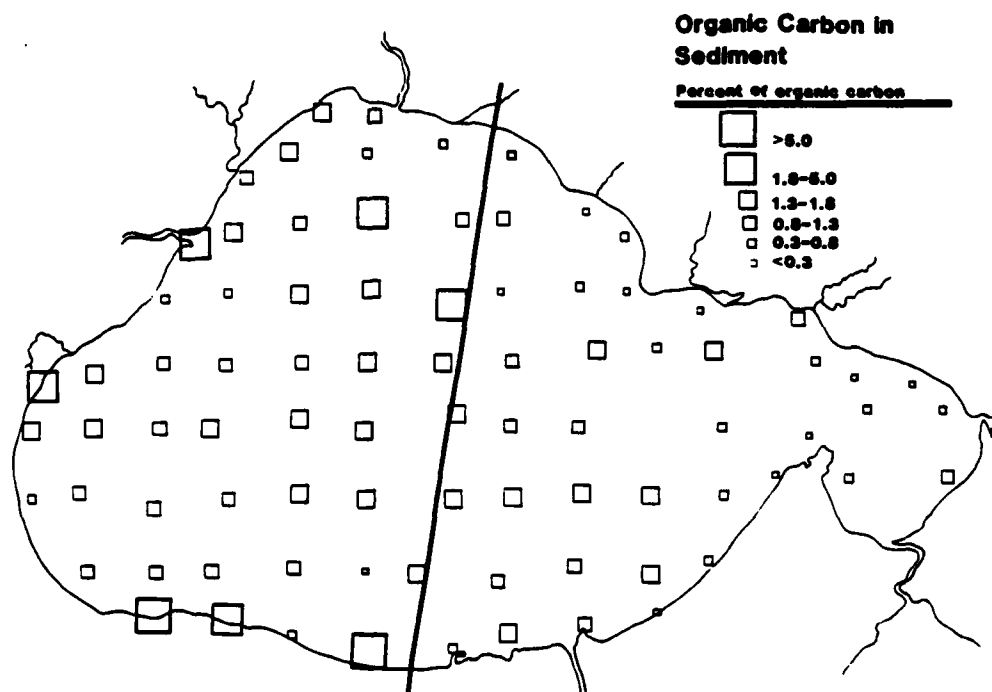 Organic Carbon in
Sediment
Percent of organic carbon
>5.0
1.8-5.0
1.3-1.8
0.8-1.3
0.3-0.8
<0.3